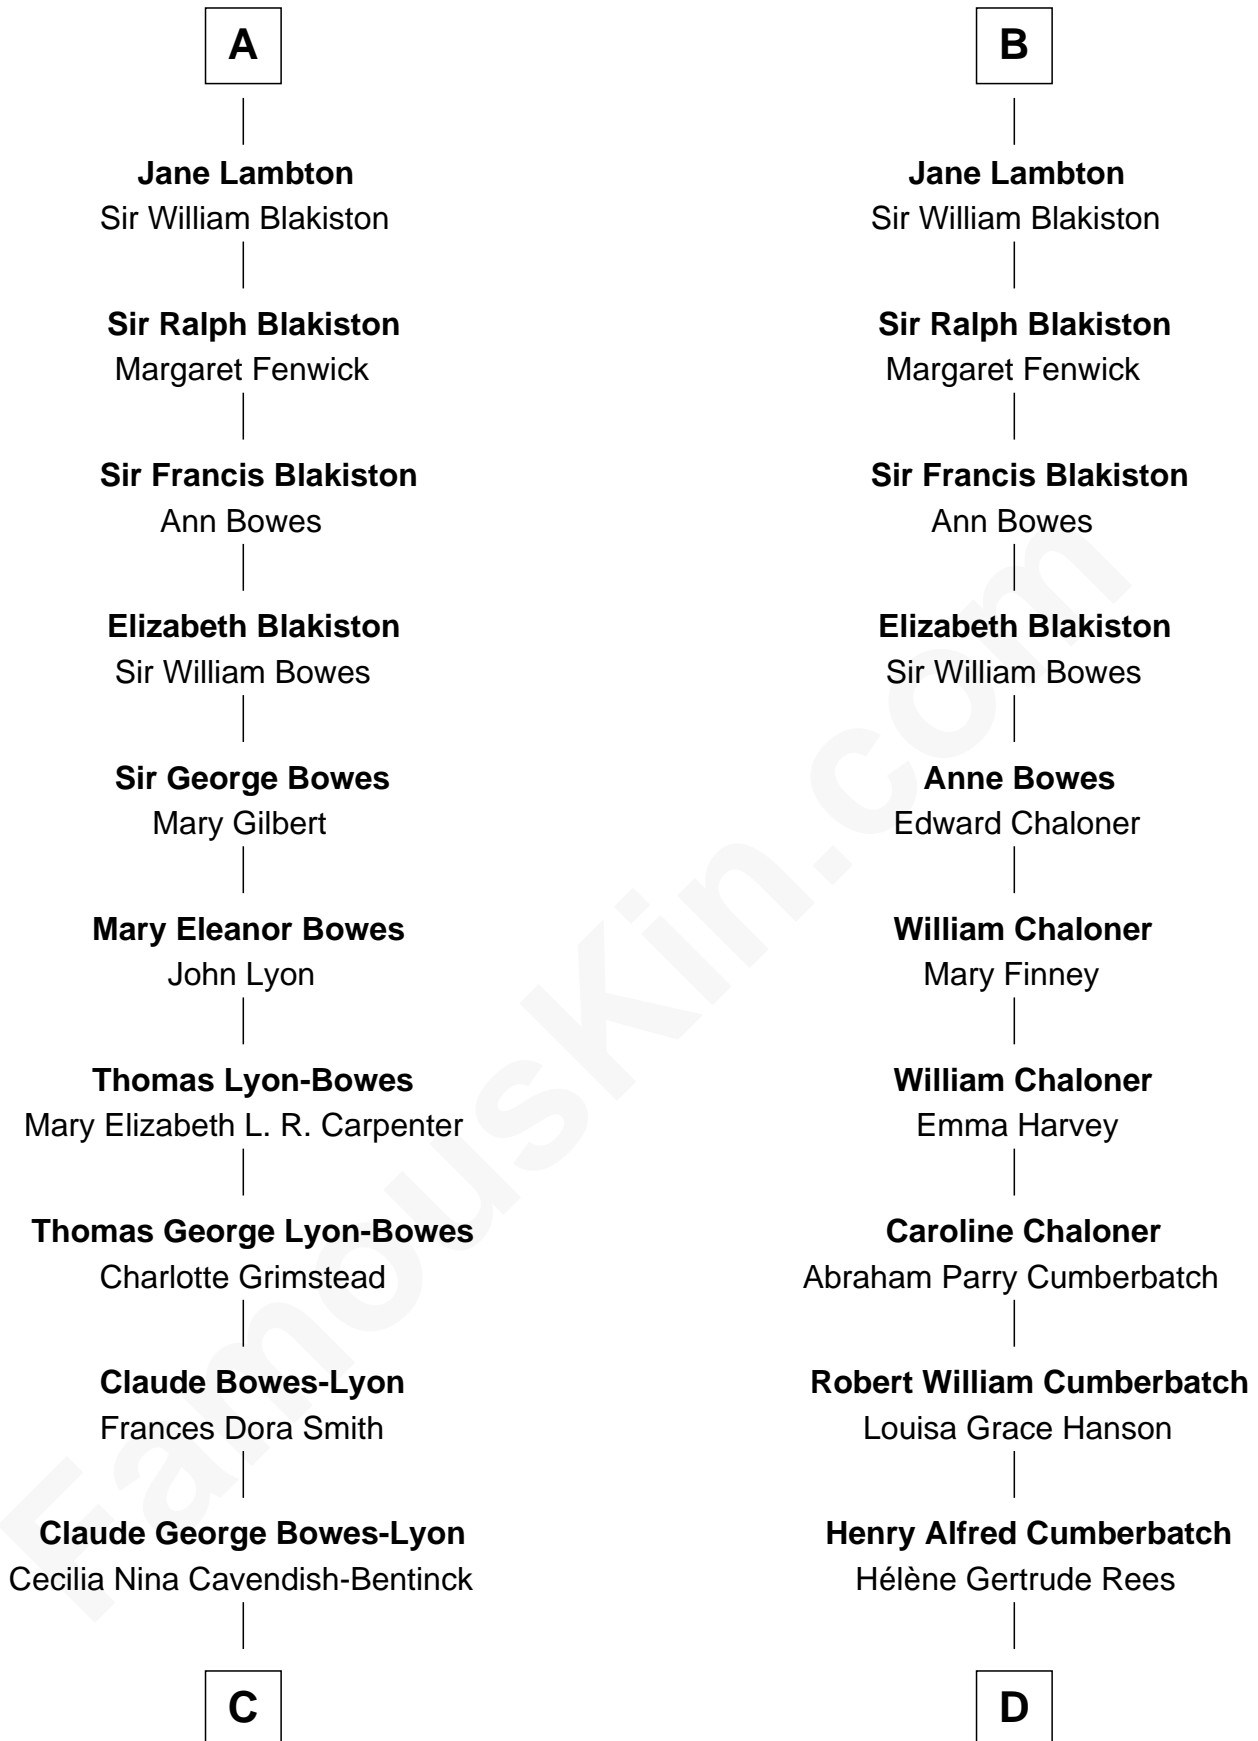 A
Jane Lambton
Sir William Blakiston
Sir Ralph Blakiston
Margaret Fenwick
Sir Francis Blakiston
Ann Bowes
Elizabeth Blakiston
Sir William Bowes
Sir George Bowes
Mary Gilbert
Mary Eleanor Bowes
John Lyon
Thomas Lyon-Bowes
Mary Elizabeth L. R. Carpenter
Thomas George Lyon-Bowes
Charlotte Grimstead
Claude Bowes-Lyon
Frances Dora Smith
Claude George Bowes-Lyon
Cecilia Nina Cavendish-Bentinck
C
B
Jane Lambton
Sir William Blakiston
Sir Ralph Blakiston
Margaret Fenwick
Sir Francis Blakiston
Ann Bowes
Elizabeth Blakiston
Sir William Bowes
Anne Bowes
Edward Chaloner
William Chaloner
Mary Finney
William Chaloner
Emma Harvey
Caroline Chaloner
Abraham Parry Cumberbatch
Robert William Cumberbatch
Louisa Grace Hanson
Henry Alfred Cumberbatch
Hélène Gertrude Rees
D
FamousKin.com